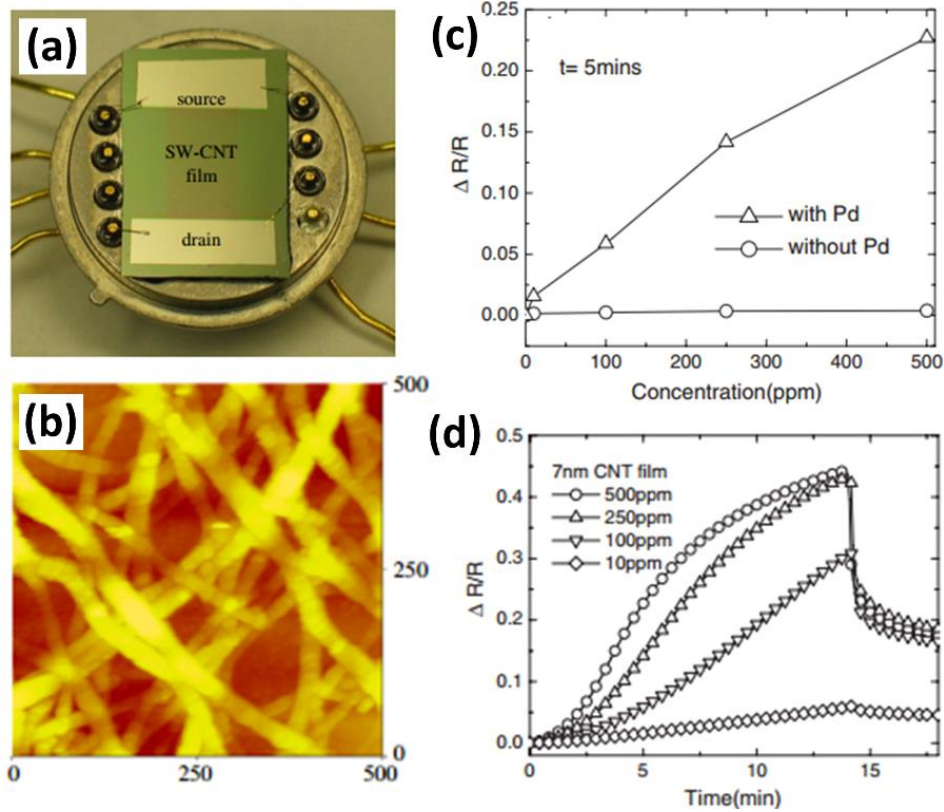 (a)
source
SW-CNT
film
drain
(b)
500
250
0
0
250
500
(c)
0.25
0.20
0.15
0.10
0.05
0.00
Δ R/R
t= 5mins
with Pd
without Pd
0 100 200 300 400 500
Concentration(ppm)
(d)
0.5
0.4
0.3
0.2
0.1
0.0
Δ R/R
7nm CNT film
500ppm
250ppm
100ppm
10ppm
0 5 10 15
Time(min)